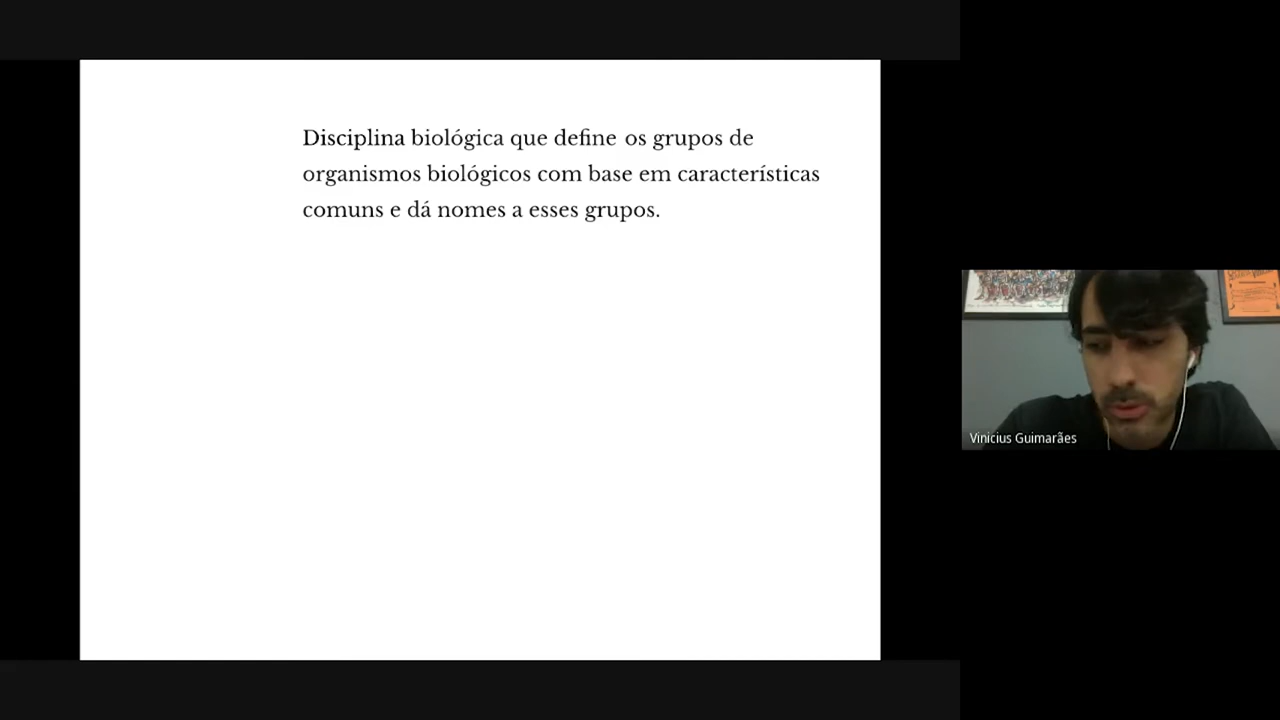 Disciplina biológica que define os grupos de
organismos biológicos com base em características
comuns e dá nomes a esses grupos.
Vinicius Guimarães